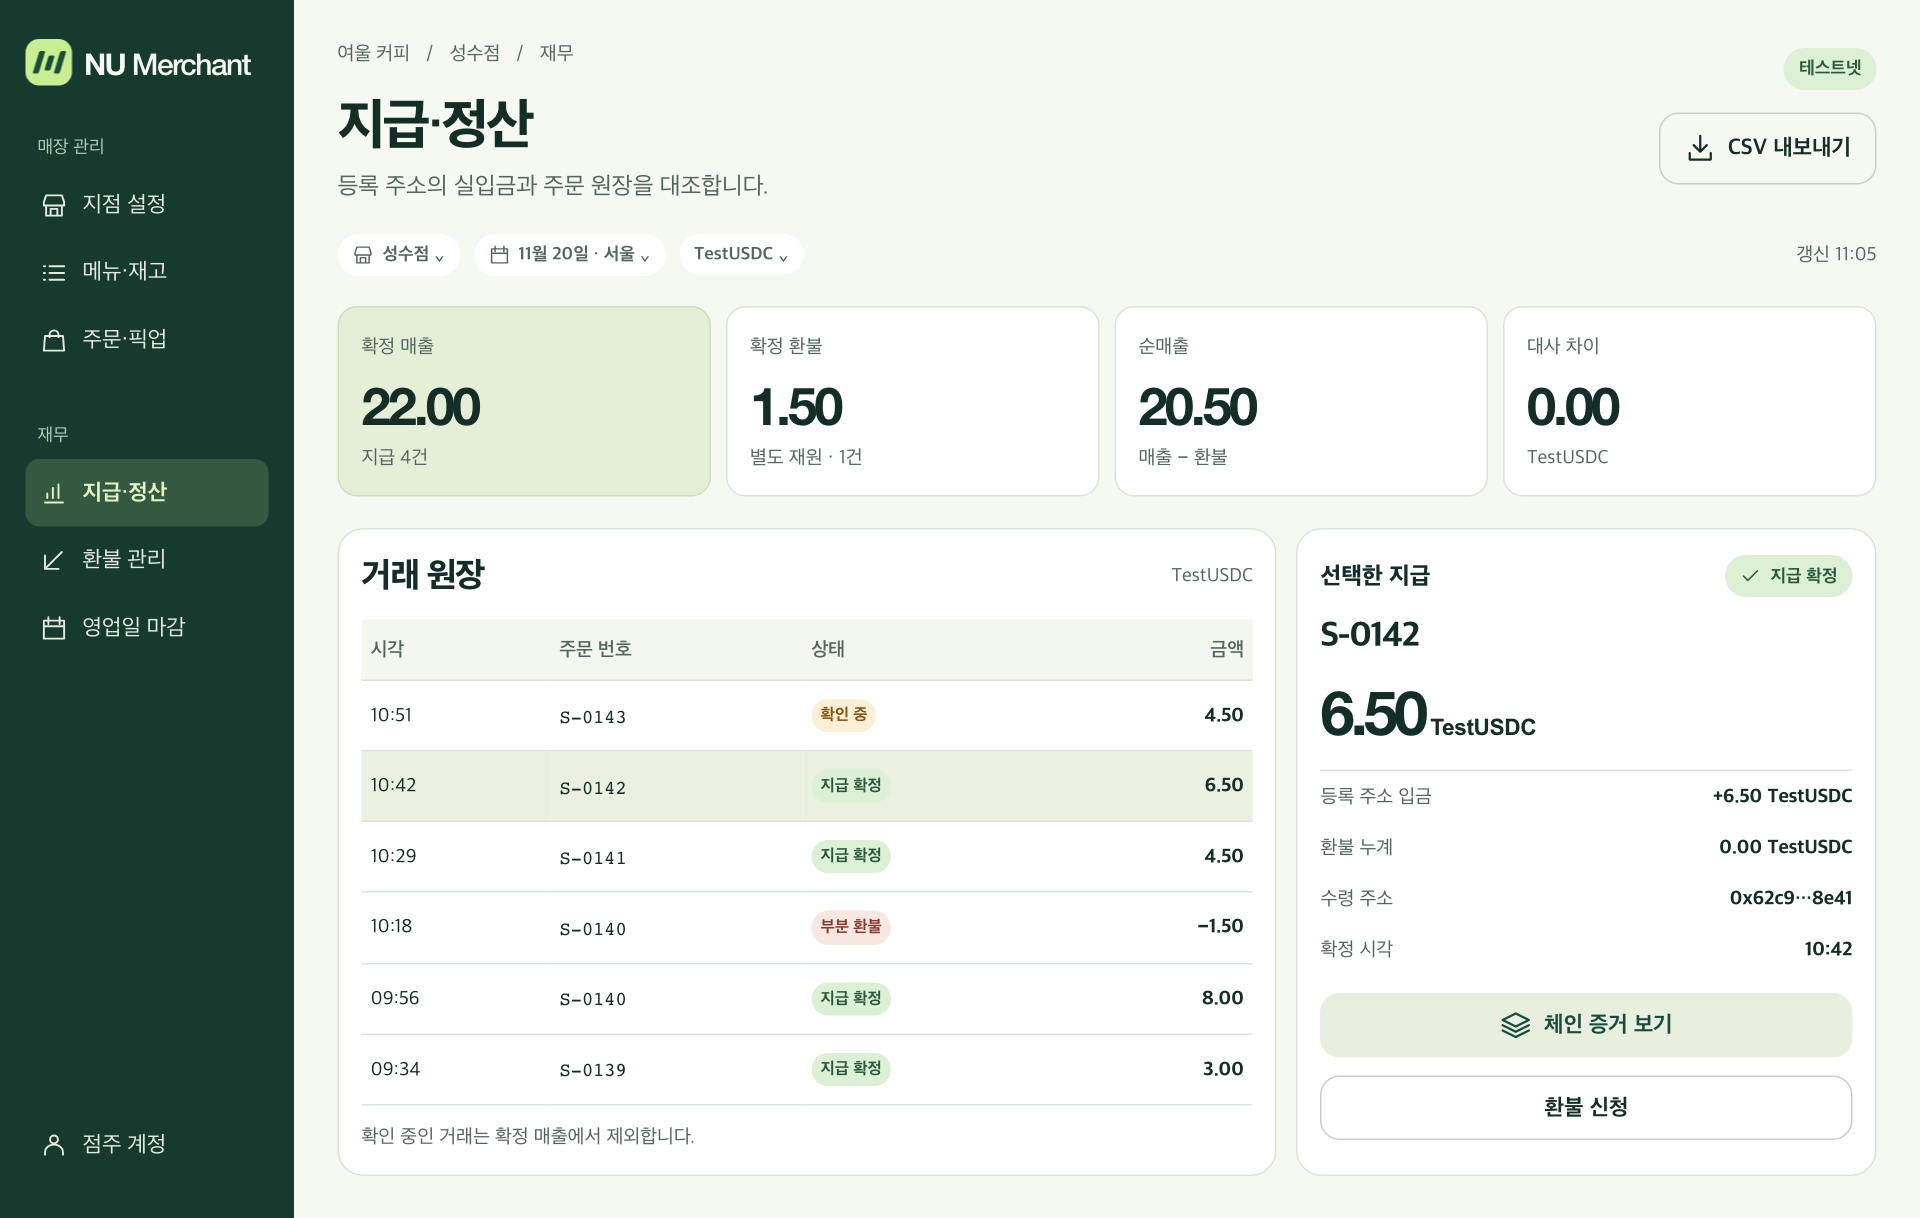 NU Merchant
매장 관리
지점 설정
메뉴·재고
주문·픽업
재무
지급·정산
환불 관리
영업일 마감
점주 계정
여울 커피 / 성수점 / 재무
지급·정산
등록 주소의 실입금과 주문 원장을 대조합니다.
테스트넷
CSV 내보내기
성수점
11월 20일 · 서울
TestUSDC
갱신 11:05
확정 매출
22.00
지급 4건
확정 환불
1.50
별도 재원 · 1건
순매출
20.50
매출 − 환불
대사 차이
0.00
TestUSDC
거래 원장 TestUSDC
시각 주문 번호 상태 금액
10:51 S-0143 확인 중 4.50
10:42 S-0142 지급 확정 6.50
10:29 S-0141 지급 확정 4.50
10:18 S-0140 부분 환불 −1.50
09:56 S-0140 지급 확정 8.00
09:34 S-0139 지급 확정 3.00
확인 중인 거래는 확정 매출에서 제외합니다.
선택한 지급 지급 확정
S-0142
6.50 TestUSDC
등록 주소 입금 +6.50 TestUSDC
환불 누계 0.00 TestUSDC
수령 주소 0x62c9…8e41
확정 시각 10:42
체인 증거 보기
환불 신청